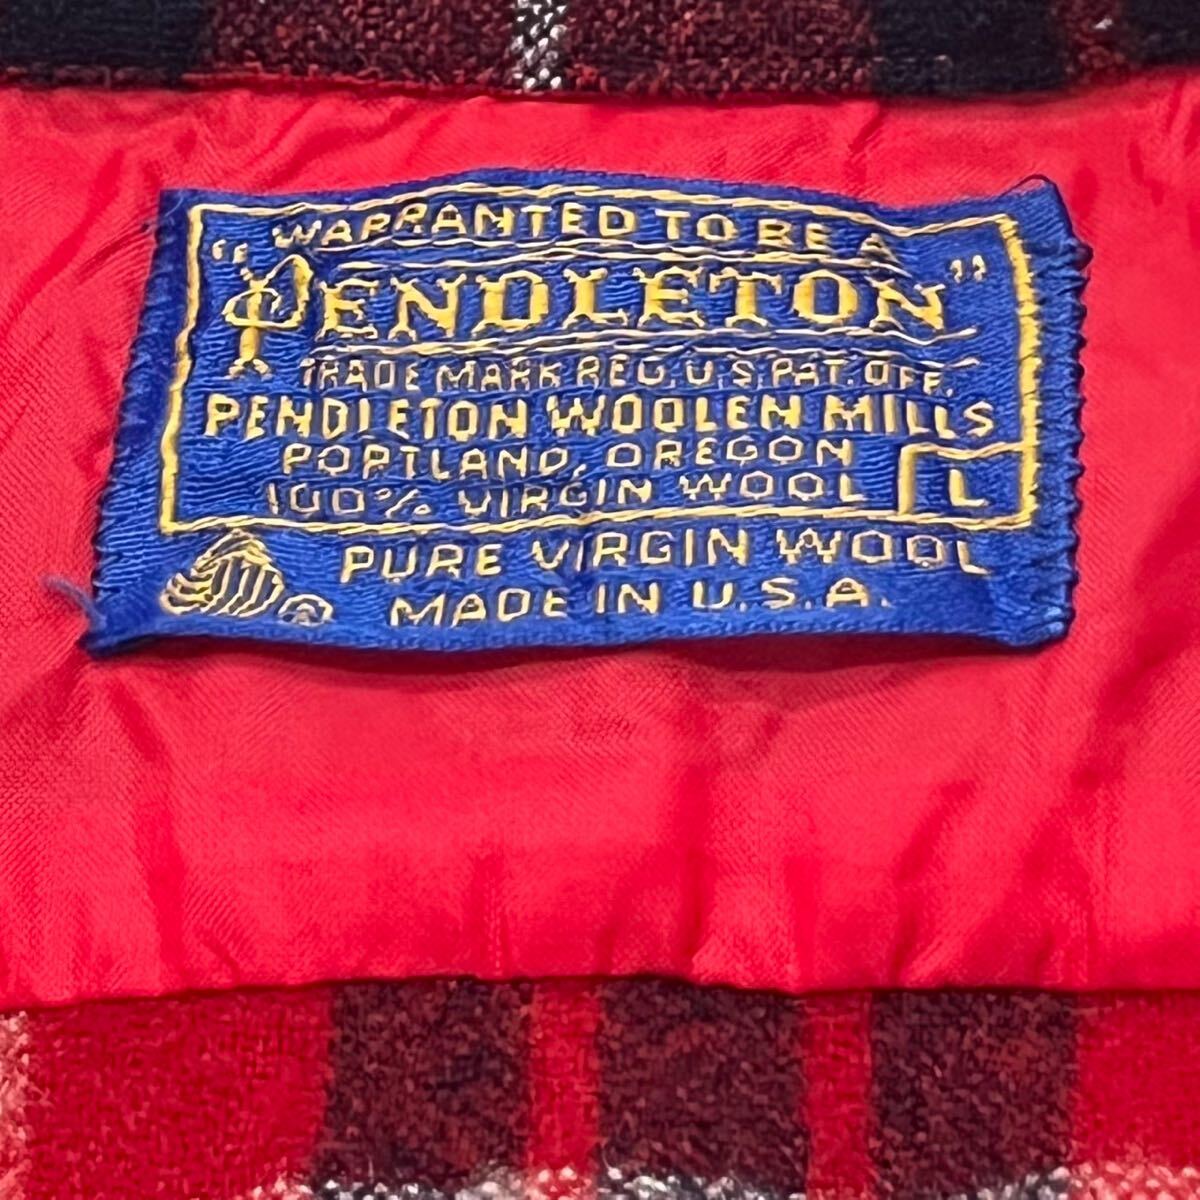 WARRANTED TO BE A
"PENDLETON"
TRADE MARK REG. U.S. PAT. OFF.
PENDLETON WOOLEN MILLS
PORTLAND, OREGON
100% VIRGIN WOOL L
PURE VIRGIN WOOL
MADE IN U.S.A.